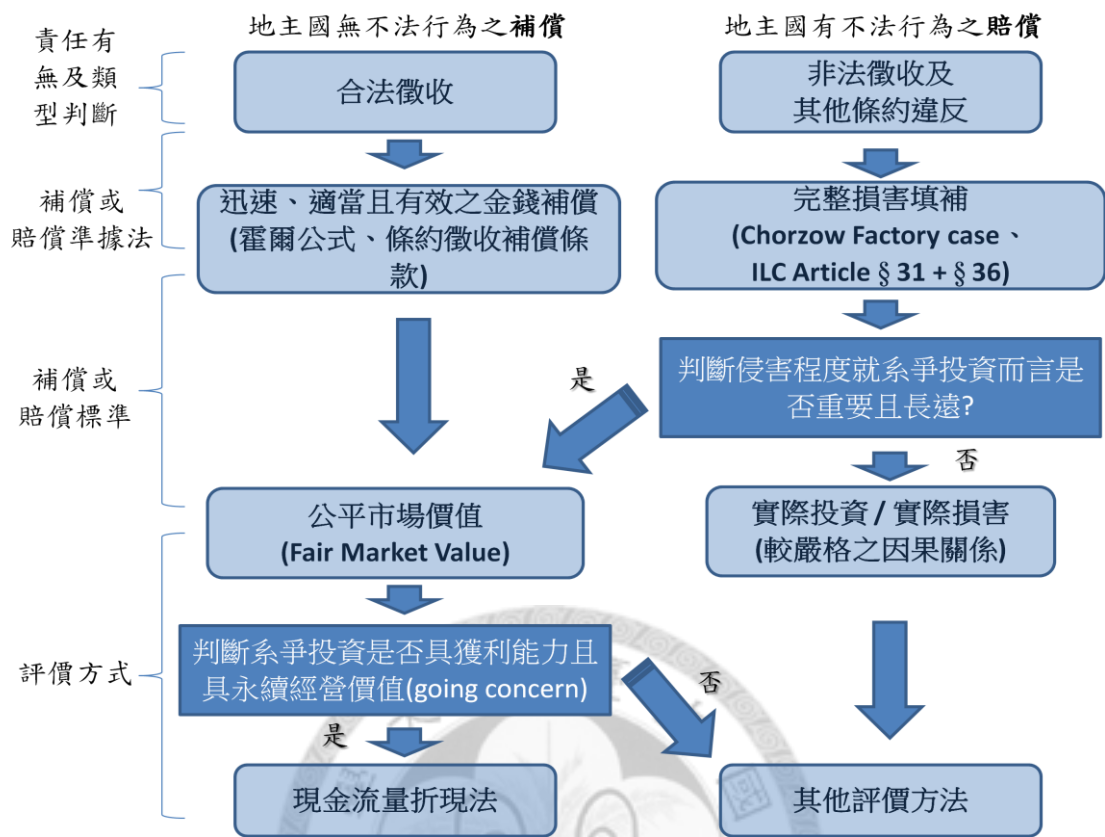 地主國無不法行為之補償
地主國有不法行為之賠償
責任有
無及類
型判斷
合法徵收
非法徵收及
其他條約違反
補償或
賠償準據法
迅速、適當且有效之金錢補償
(霍爾公式、條約徵收補償條
款)
完整損害填補
(Chorzow Factory case、
ILC Article § 31 + § 36)
補償或
賠償標準
是
判斷侵害程度就系爭投資而言是
否重要且長遠?
否
公平市場價值
(Fair Market Value)
實際投資 / 實際損害
(較嚴格之因果關係)
評價方式
判斷系爭投資是否具獲利能力且
具永續經營價值(going concern)
否
是
現金流量折現法
其他評價方法